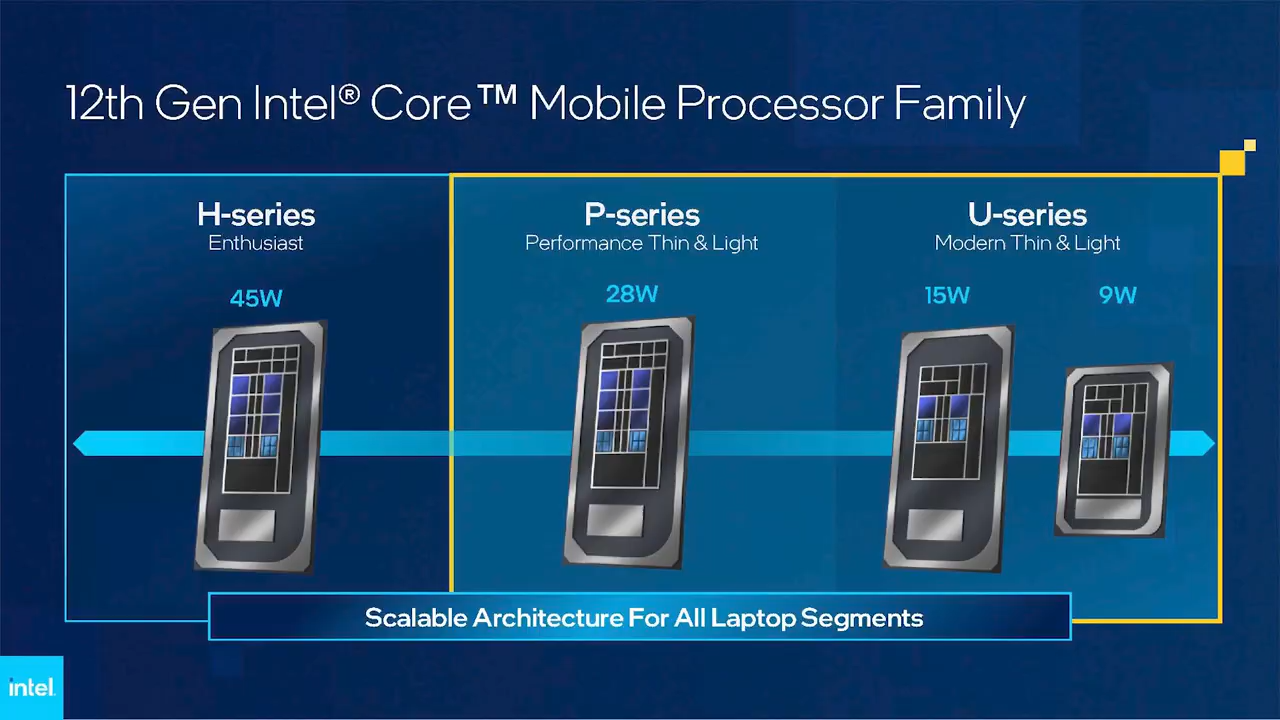 12th Gen Intel® Core™ Mobile Processor Family
H-series
Enthusiast
45W
P-series
Performance Thin & Light
28W
U-series
Modern Thin & Light
15W
9W
Scalable Architecture For All Laptop Segments
intel.